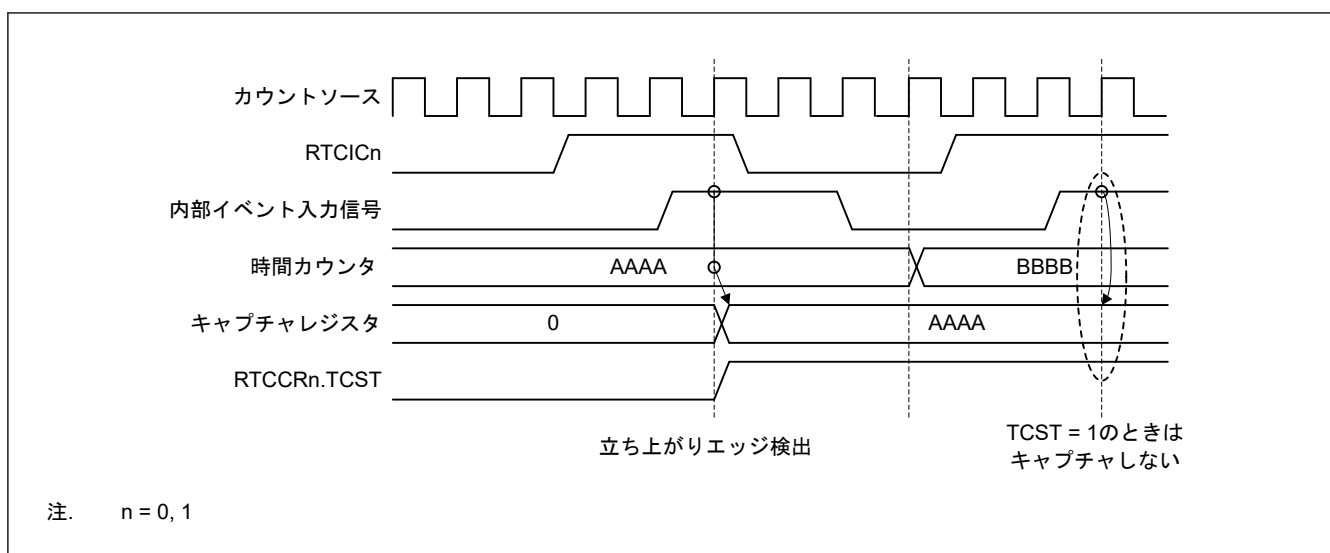 カウントソース
RTCICn
内部イベント入力信号
時間カウンタ
AAAA
BBBB
キャプチャレジスタ
0
AAAA
RTCCRn.TCST
立ち上がりエッジ検出
TCST = 1のときは
キャプチャしない
注. n = 0, 1